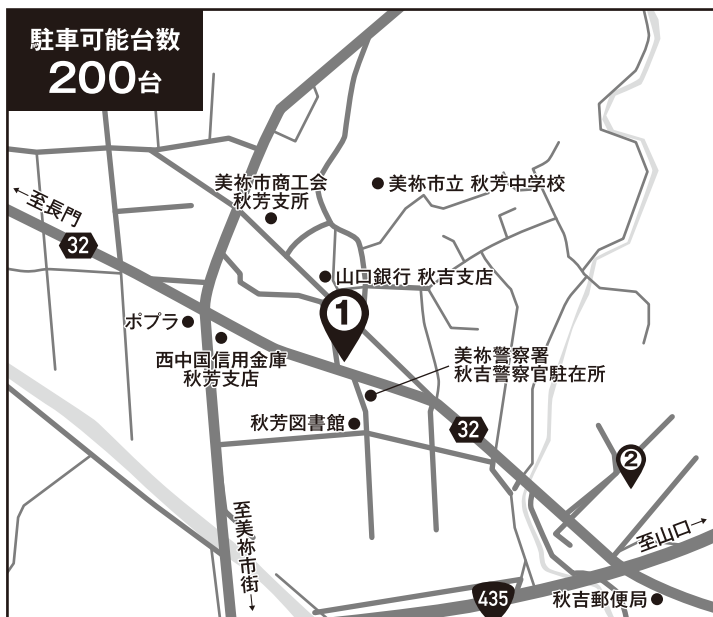 駐車可能台数
200台
←至長門
32
美祢市商工会
秋芳支所
美祢市立 秋芳中学校
山口銀行 秋吉支店
1
ポプラ
西中国信用金庫
秋芳支店
美祢警察署
秋吉警察官駐在所
秋芳図書館
32
2
至美祢市街→
至山口→
435
秋吉郵便局